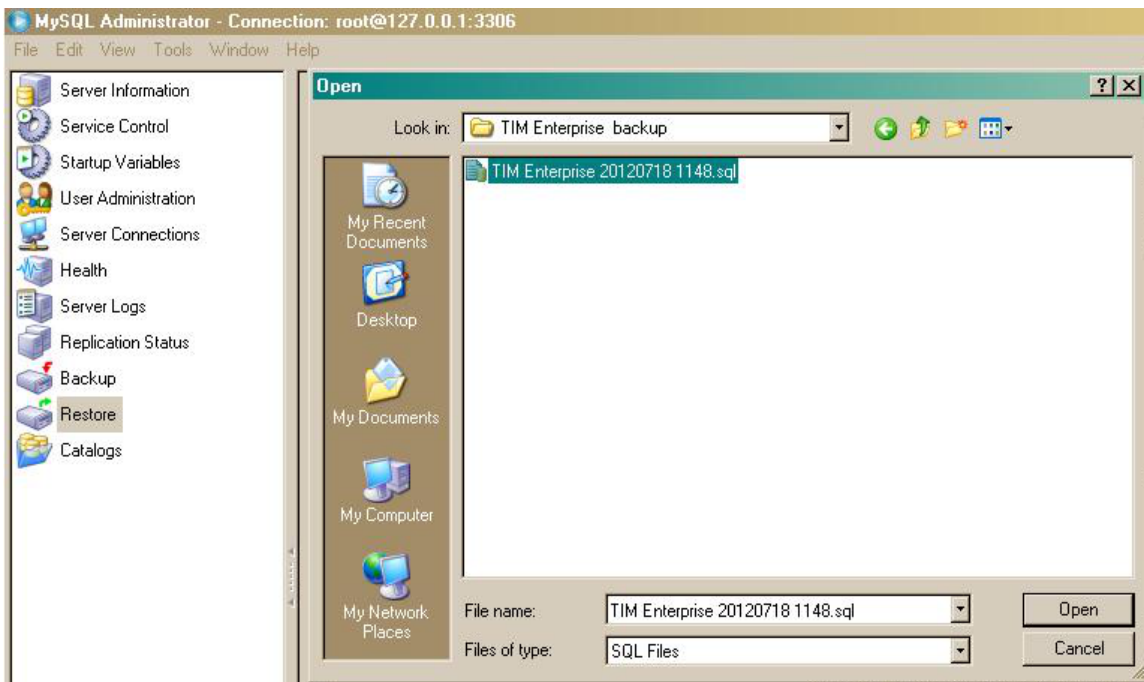 MySQL Administrator - Connection: root@127.0.0.1:3306
File Edit View Tools Window Help
Server Information
Service Control
Startup Variables
User Administration
Server Connections
Health
Server Logs
Replication Status
Backup
Restore
Catalogs
Open
Look in: TIM Enterprise backup
My Recent
Documents
Desktop
My Documents
My Computer
My Network
Places
TIM Enterprise 20120718 1148.sql
File name: TIM Enterprise 20120718 1148.sql Open
Files of type: SQL Files Cancel